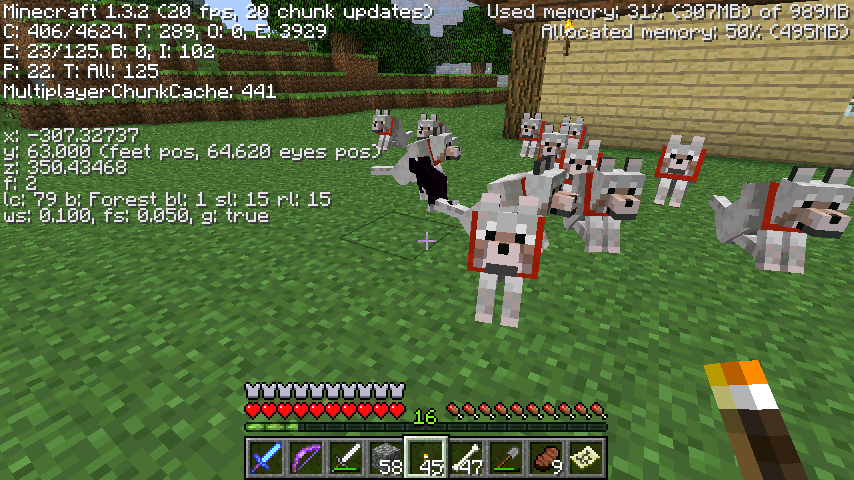 Minecraft 1.3.2 (20 fps, 20 chunk updates)
Used memory: 31% (307MB) of 989MB
C: 406/4624. F: 289, O: 0, E: 3929
Allocated memory: 50% (495MB)
E: 23/125. B: 0, I: 102
P: 22. T: All: 125
MultiplayerChunkCache: 441
x: -307.32737
y: 63.000 (feet pos, 64.620 eyes pos)
z: 350.43468
f: 2
lc: 79 b: Forest bl: 1 sl: 15 rl: 15
ws: 0.100, fs: 0.050, g: true
16
58
45
47
9